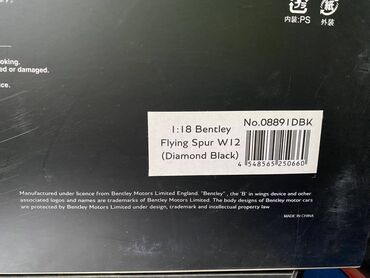 紙
内装:PS 外装
oking.
d or damaged.
ice.
1:18 Bentley No.08891DBK
Flying Spur W12
(Diamond Black)
4 548565 250660
Manufactured under licence from Bentley Motors Limited England. "Bentley", the 'B' in wings device and other
associated logos and names are trademarks of Bentley Motors Limited. The body designs of Bentley motor cars
are protected by Bentley Motors Limited under design, trademark and intellectual property law
MADE IN CHINA